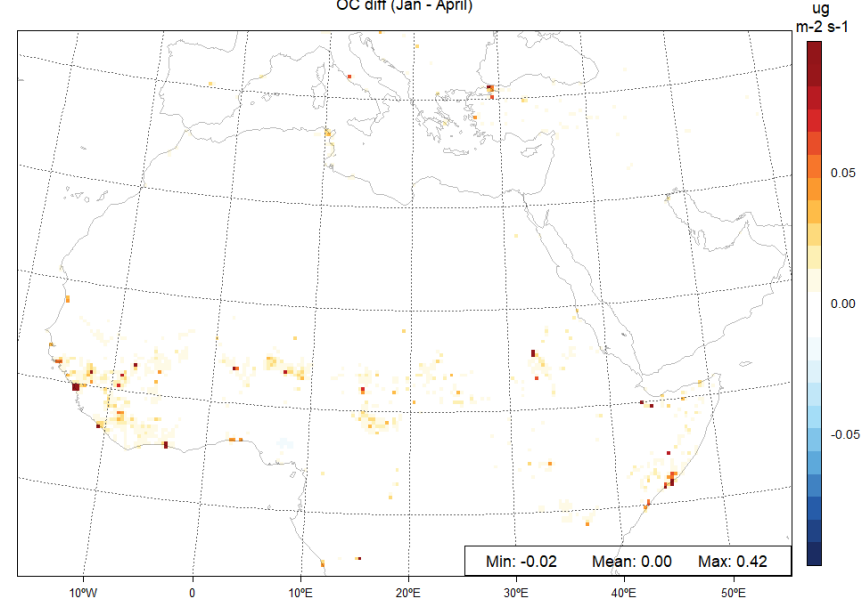 OC diff (Jan - April)
ug
m-2 s-1
0.05
0.00
-0.05
Min: -0.02 Mean: 0.00 Max: 0.42
10ºW 0 10ºE 20ºE 30ºE 40ºE 50ºE